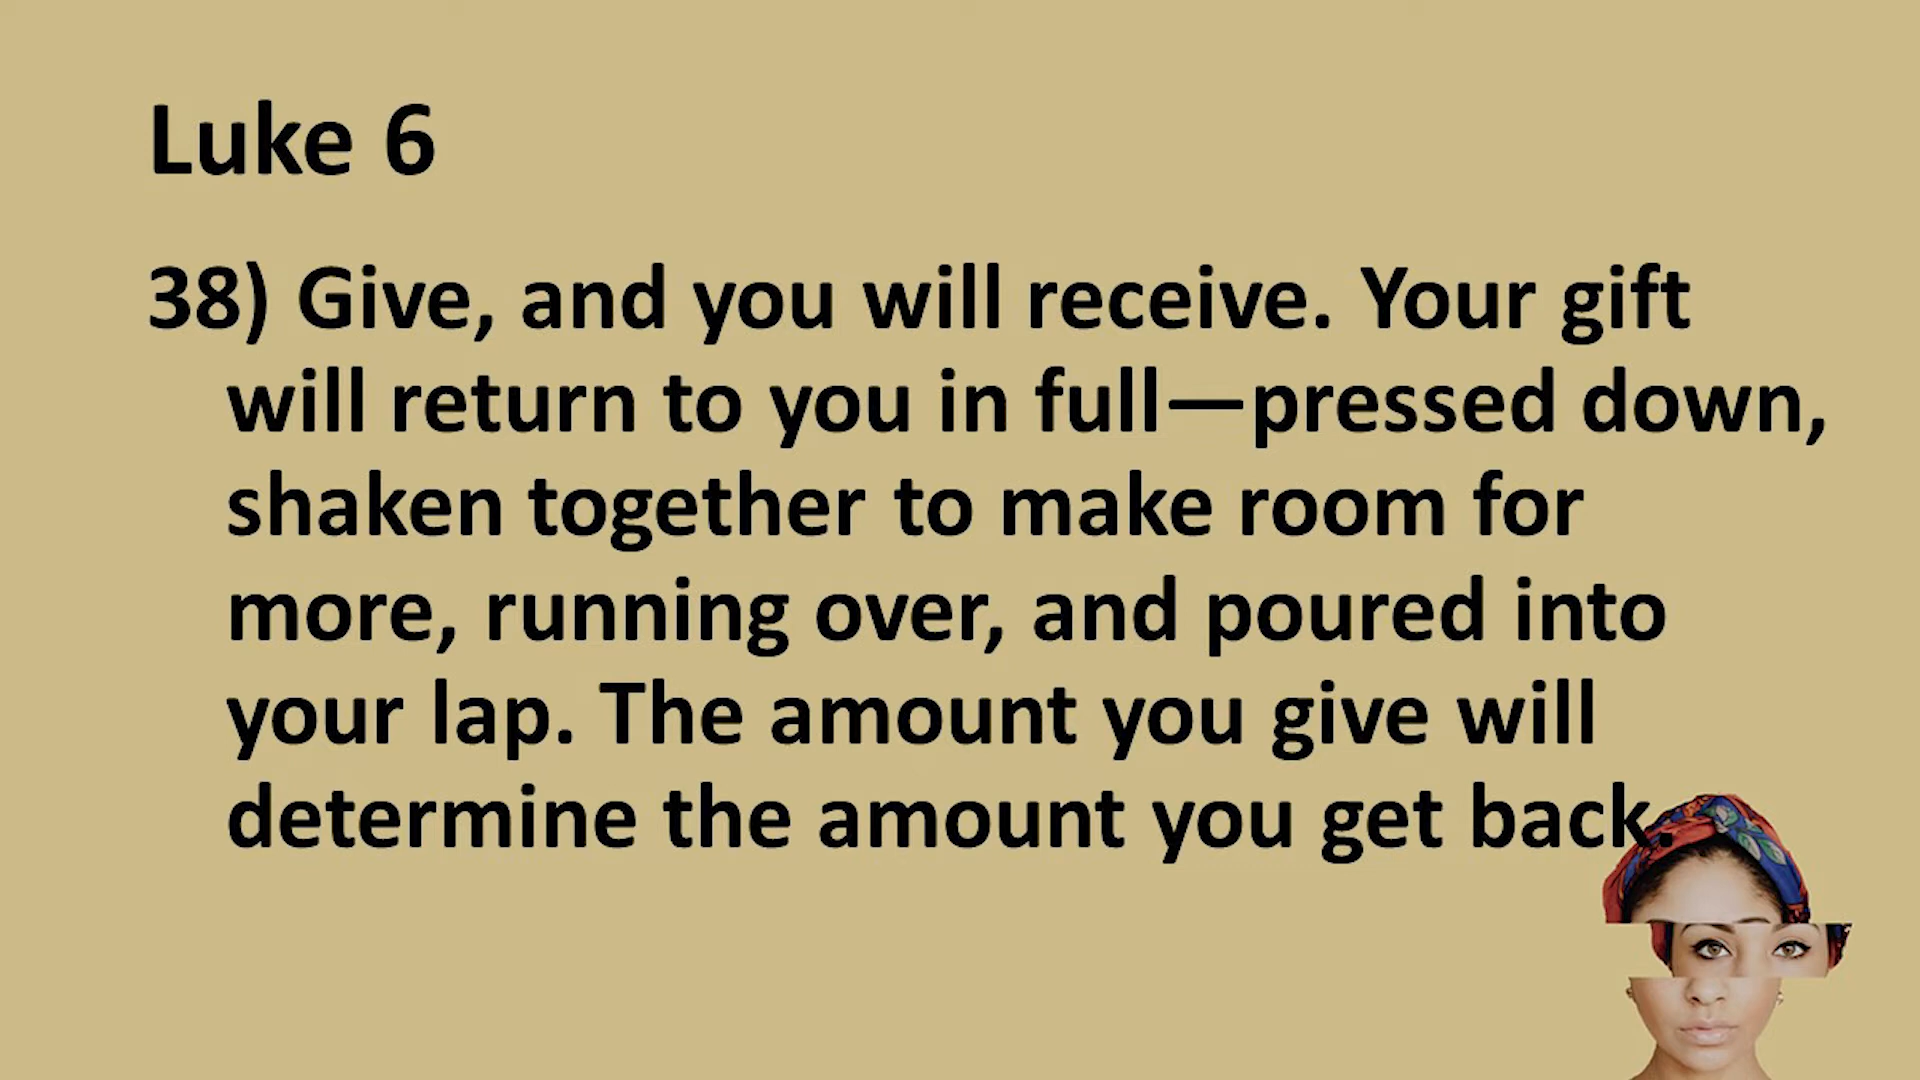 Luke 6
38) Give, and you will receive. Your gift
will return to you in full—pressed down,
shaken together to make room for
more, running over, and poured into
your lap. The amount you give will
determine the amount you get back.